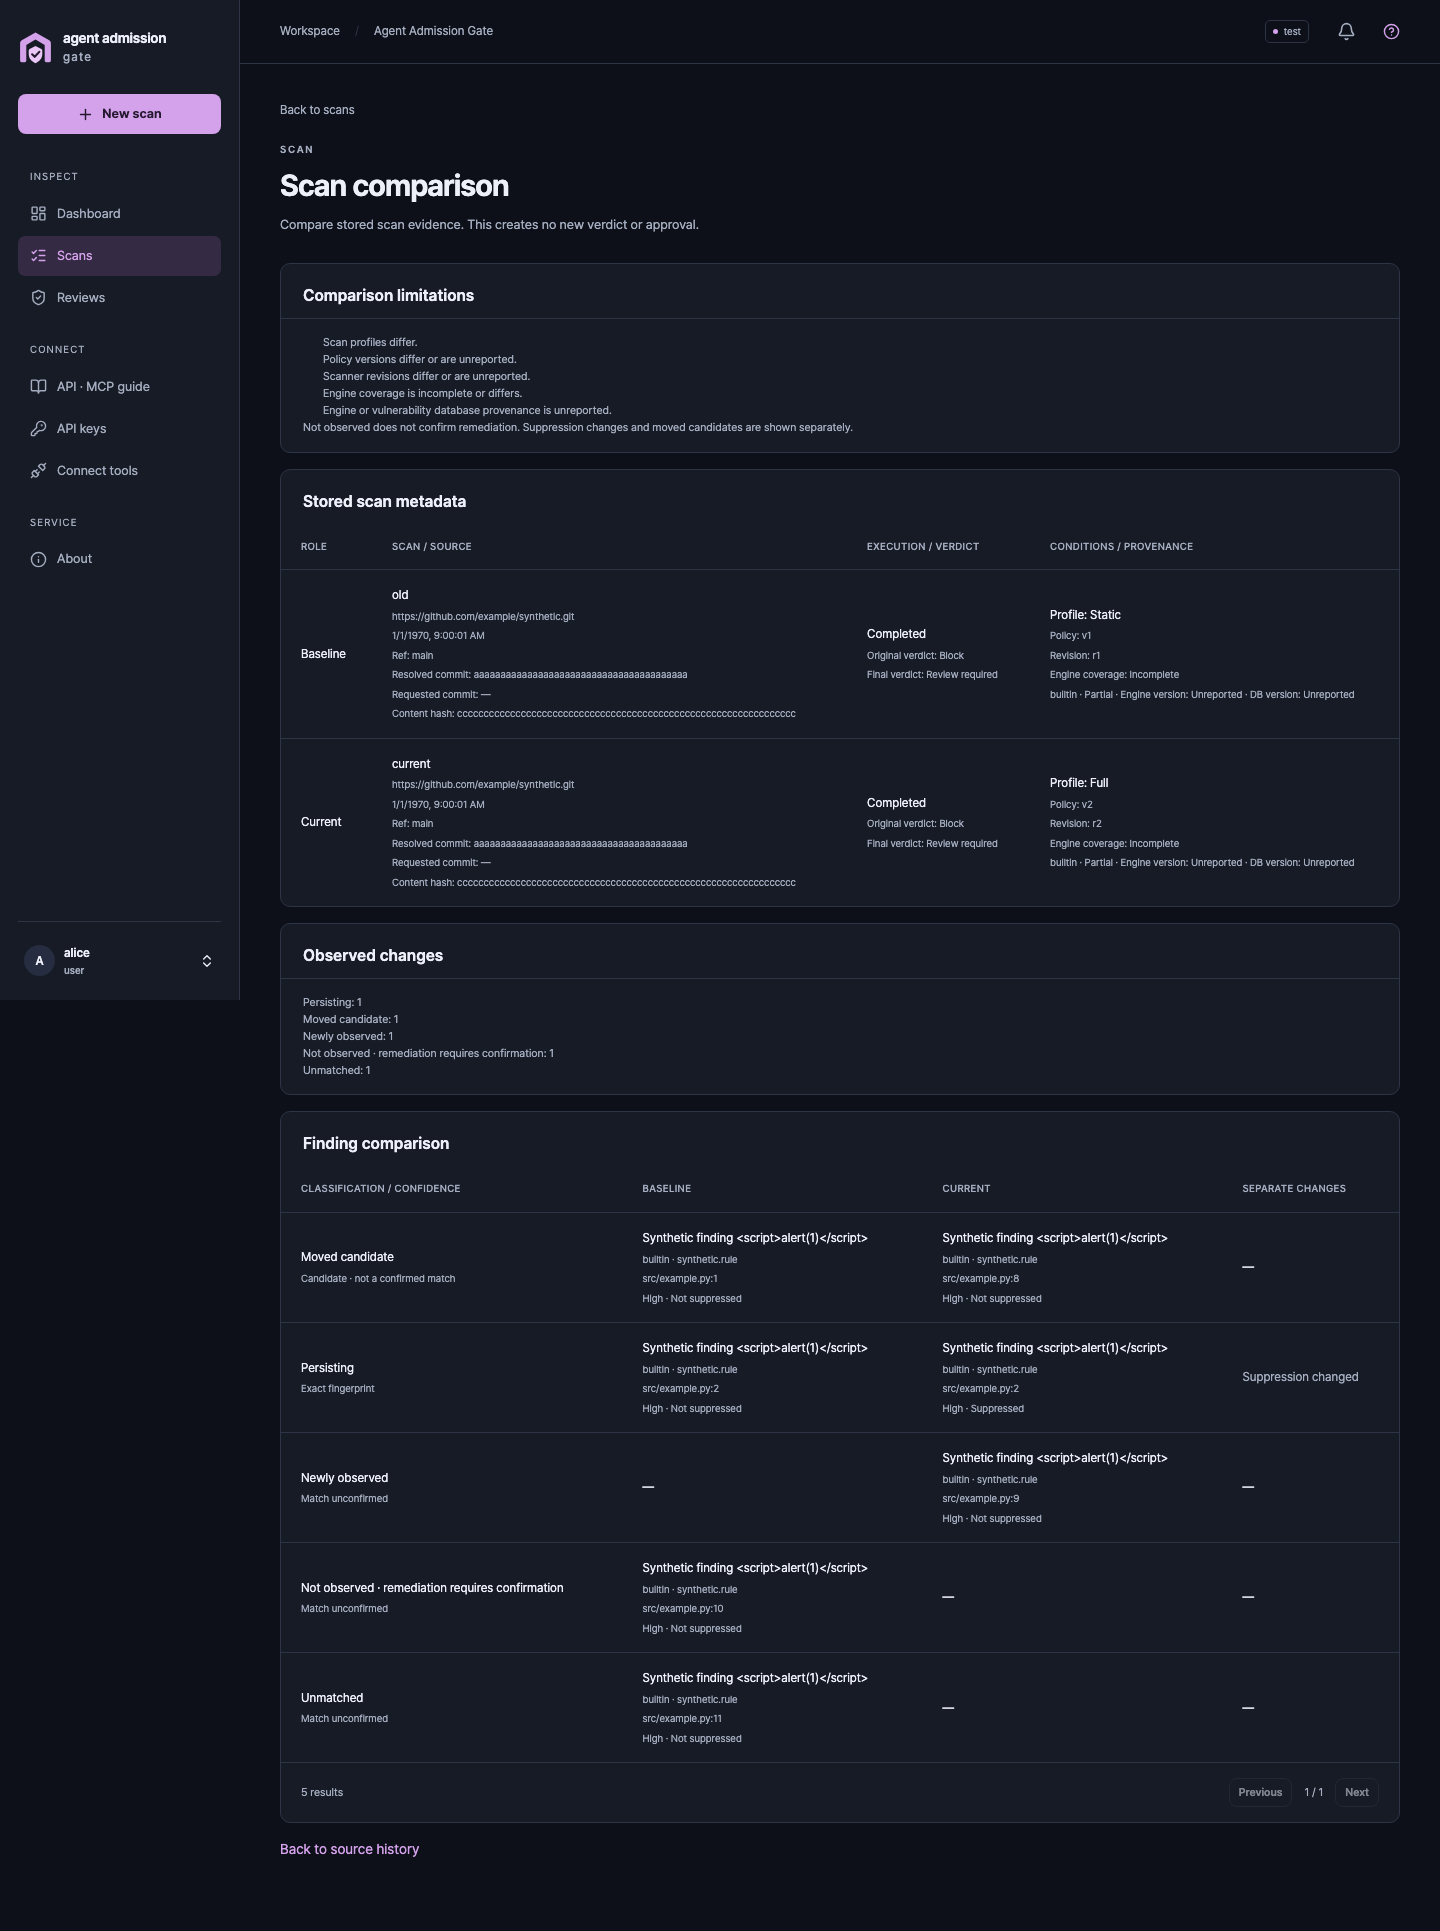 agent admission
gate
New scan
INSPECT
Dashboard
Scans
Reviews
CONNECT
API · MCP guide
API keys
Connect tools
SERVICE
About
A
alice
user
Workspace / Agent Admission Gate
test
Back to scans
SCAN
Scan comparison
Compare stored scan evidence. This creates no new verdict or approval.
Comparison limitations
Scan profiles differ.
Policy versions differ or are unreported.
Scanner revisions differ or are unreported.
Engine coverage is incomplete or differs.
Engine or vulnerability database provenance is unreported.
Not observed does not confirm remediation. Suppression changes and moved candidates are shown separately.
Stored scan metadata
ROLE
SCAN / SOURCE
EXECUTION / VERDICT
CONDITIONS / PROVENANCE
Baseline
old
https://github.com/example/synthetic.git
1/1/1970, 9:00:01 AM
Ref: main
Resolved commit: aaaaaaaaaaaaaaaaaaaaaaaaaaaaaaaaaaaaaaaa
Requested commit: —
Content hash: cccccccccccccccccccccccccccccccccccccccccccccccccccccccccccccccc
Completed
Original verdict: Block
Final verdict: Review required
Profile: Static
Policy: v1
Revision: r1
Engine coverage: Incomplete
builtin · Partial · Engine version: Unreported · DB version: Unreported
Current
current
https://github.com/example/synthetic.git
1/1/1970, 9:00:01 AM
Ref: main
Resolved commit: aaaaaaaaaaaaaaaaaaaaaaaaaaaaaaaaaaaaaaaa
Requested commit: —
Content hash: cccccccccccccccccccccccccccccccccccccccccccccccccccccccccccccccc
Completed
Original verdict: Block
Final verdict: Review required
Profile: Full
Policy: v2
Revision: r2
Engine coverage: Incomplete
builtin · Partial · Engine version: Unreported · DB version: Unreported
Observed changes
Persisting: 1
Moved candidate: 1
Newly observed: 1
Not observed · remediation requires confirmation: 1
Unmatched: 1
Finding comparison
CLASSIFICATION / CONFIDENCE
BASELINE
CURRENT
SEPARATE CHANGES
Moved candidate
Candidate · not a confirmed match
Synthetic finding <script>alert(1)</script>
builtin · synthetic.rule
src/example.py:1
High · Not suppressed
Synthetic finding <script>alert(1)</script>
builtin · synthetic.rule
src/example.py:8
High · Not suppressed
—
Persisting
Exact fingerprint
Synthetic finding <script>alert(1)</script>
builtin · synthetic.rule
src/example.py:2
High · Not suppressed
Synthetic finding <script>alert(1)</script>
builtin · synthetic.rule
src/example.py:2
High · Suppressed
Suppression changed
Newly observed
Match unconfirmed
—
Synthetic finding <script>alert(1)</script>
builtin · synthetic.rule
src/example.py:9
High · Not suppressed
—
Not observed · remediation requires confirmation
Match unconfirmed
Synthetic finding <script>alert(1)</script>
builtin · synthetic.rule
src/example.py:10
High · Not suppressed
—
—
Unmatched
Match unconfirmed
Synthetic finding <script>alert(1)</script>
builtin · synthetic.rule
src/example.py:11
High · Not suppressed
—
—
5 results
Previous
1 / 1
Next
Back to source history